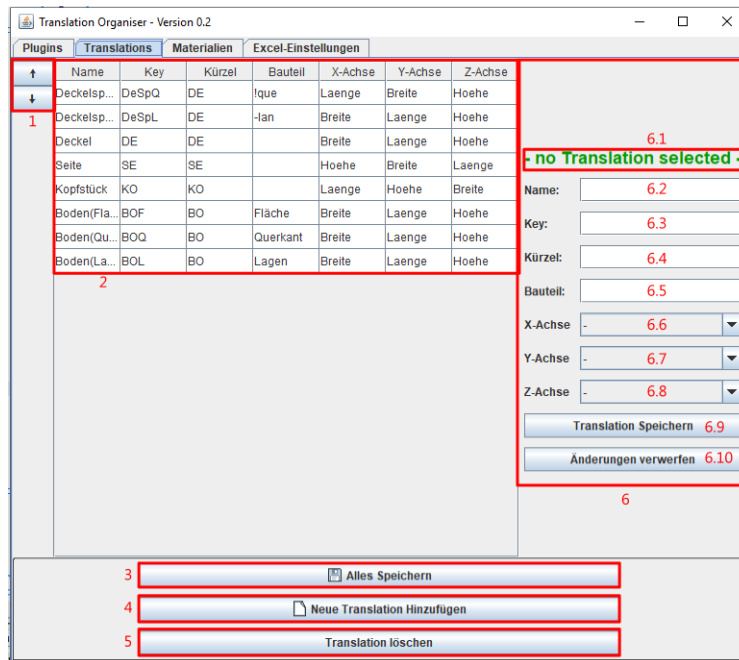 Translation Organiser - Version 0.2
Plugins Translations Materialien Excel-Einstellungen
Name Key Kürzel Bauteil X-Achse Y-Achse Z-Achse
Deckelsp... DeSpQ DE !que Laenge Breite Hoehe
Deckelsp... DeSpL DE -lan Breite Laenge Hoehe
1
Deckel DE DE Breite Laenge Hoehe
Seite SE SE Hoehe Breite Laenge
Kopfstück KO KO Laenge Hoehe Breite
Boden(Fla... BOF BO Fläche Breite Laenge Hoehe
Boden(Qu... BOQ BO Querkant Breite Laenge Hoehe
Boden(La... BOL BO Lagen Breite Laenge Hoehe
2
6.1
- no Translation selected -
Name: 6.2
Key: 6.3
Kürzel: 6.4
Bauteil: 6.5
X-Achse - 6.6
Y-Achse - 6.7
Z-Achse - 6.8
Translation Speichern 6.9
Änderungen verwerfen 6.10
6
3 Alles Speichern
4 Neue Translation Hinzufügen
5 Translation löschen